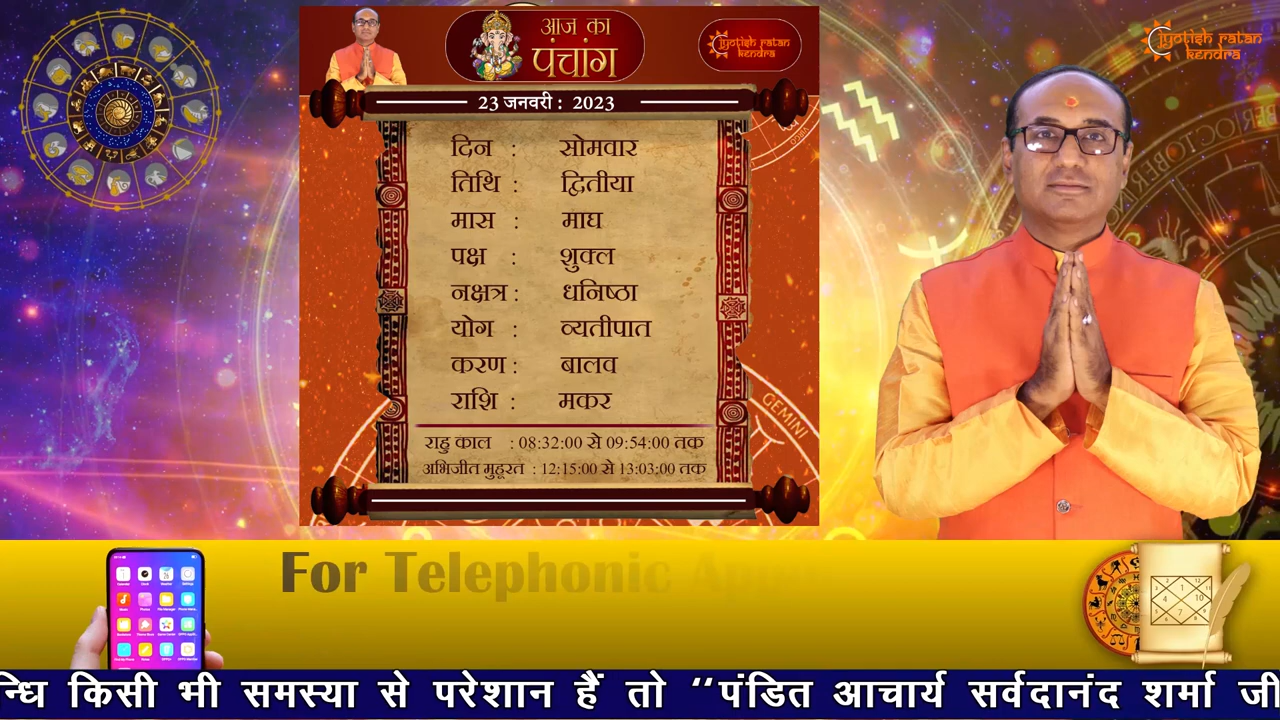 आज का
पंचांग
Jyotish Ratan
Kendra
23 जनवरी : 2023
दिन : सोमवार
तिथि : द्वितीया
मास : माघ
पक्ष : शुक्ल
नक्षत्र : धनिष्ठा
योग : व्यतीपात
करण : बालव
राशि : मकर
राहु काल : 08:32:00 से 09:54:00 तक
अभिजीत मुहूरत : 12:15:00 से 13:03:00 तक
Jyotish Ratan
Kendra
GEMINI
For Telephonic
न्धि किसी भी समस्या से परेशान हैं तो “पंडित आचार्य सर्वदानंद शर्मा जी